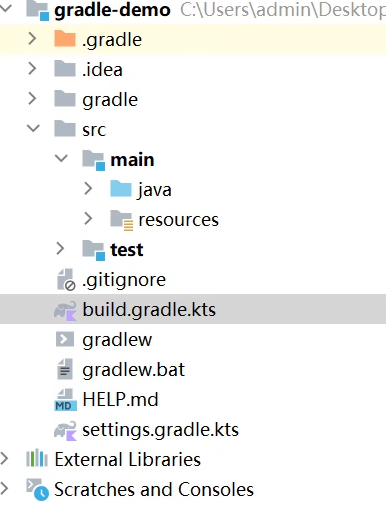 gradle-demo C:\Users\admin\Desktop
.gradle
.idea
gradle
src
main
java
resources
test
.gitignore
build.gradle.kts
gradlew
gradlew.bat
MD HELP.md
settings.gradle.kts
External Libraries
Scratches and Consoles